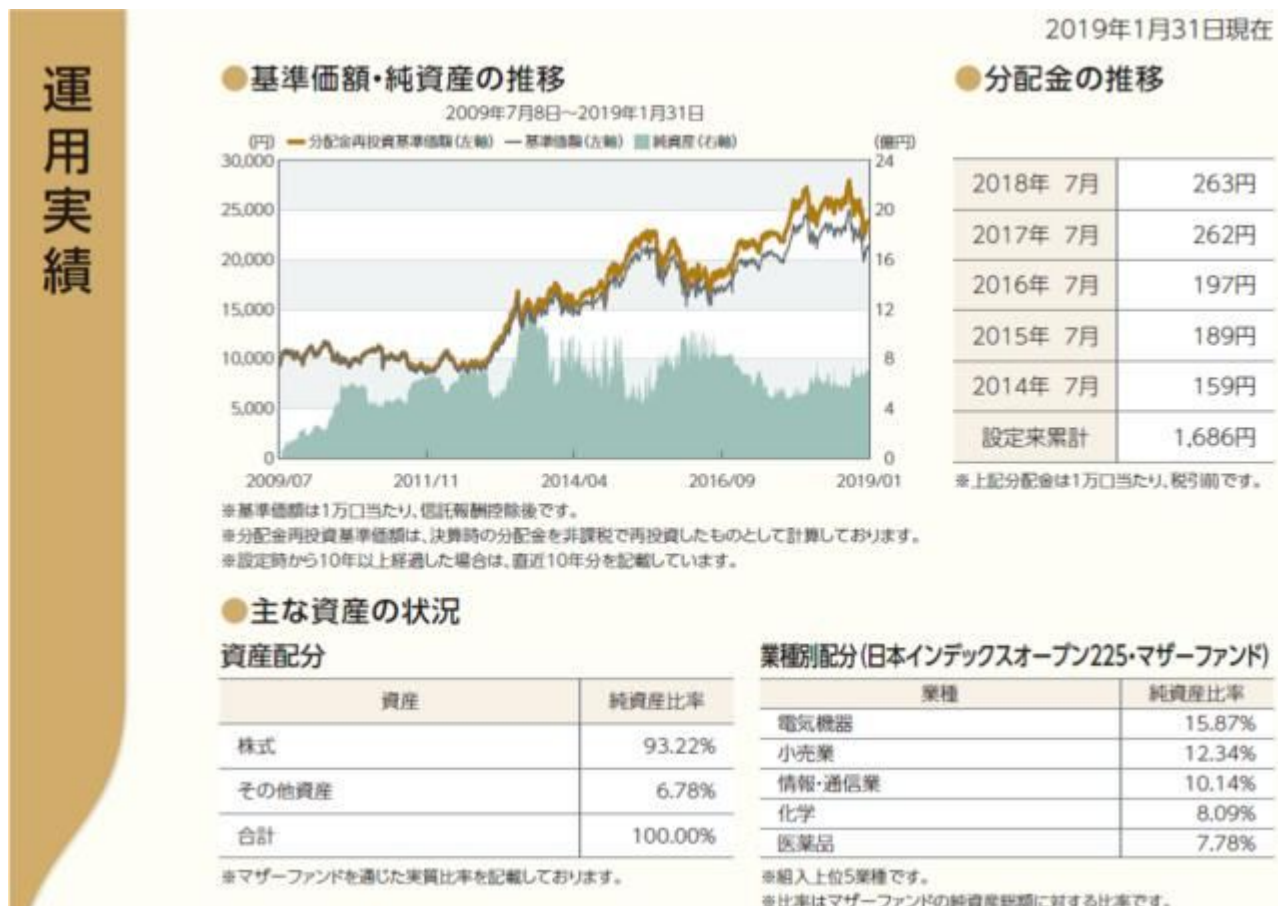 2019年1月31日現在
運用実績
●基準価額・純資産の推移
2009年7月8日～2019年1月31日
(円) 分配金再投資基準価額(左軸) 基準価額(左軸) 純資産(右軸) (億円)
30,000 24
25,000 20
20,000 16
15,000 12
10,000 8
5,000 4
0 0
2009/07 2011/11 2014/04 2016/09 2019/01
※基準価額は1万口当たり、信託報酬控除後です。
※分配金再投資基準価額は、決算時の分配金を非課税で再投資したものとして計算しております。
※設定時から10年以上経過した場合は、直近10年分を記載しています。
●分配金の推移
2018年 7月 263円
2017年 7月 262円
2016年 7月 197円
2015年 7月 189円
2014年 7月 159円
設定来累計 1,686円
※上記分配金は1万口当たり、税引前です。
●主な資産の状況
資産配分
資産 純資産比率
株式 93.22%
その他資産 6.78%
合計 100.00%
※マザーファンドを通じた実質比率を記載しております。
業種別配分(日本インデックスオープン225・マザーファンド)
業種 純資産比率
電気機器 15.87%
小売業 12.34%
情報・通信業 10.14%
化学 8.09%
医薬品 7.78%
※組入上位5業種です。
※比率はマザーファンドの純資産総額に対する比率です。